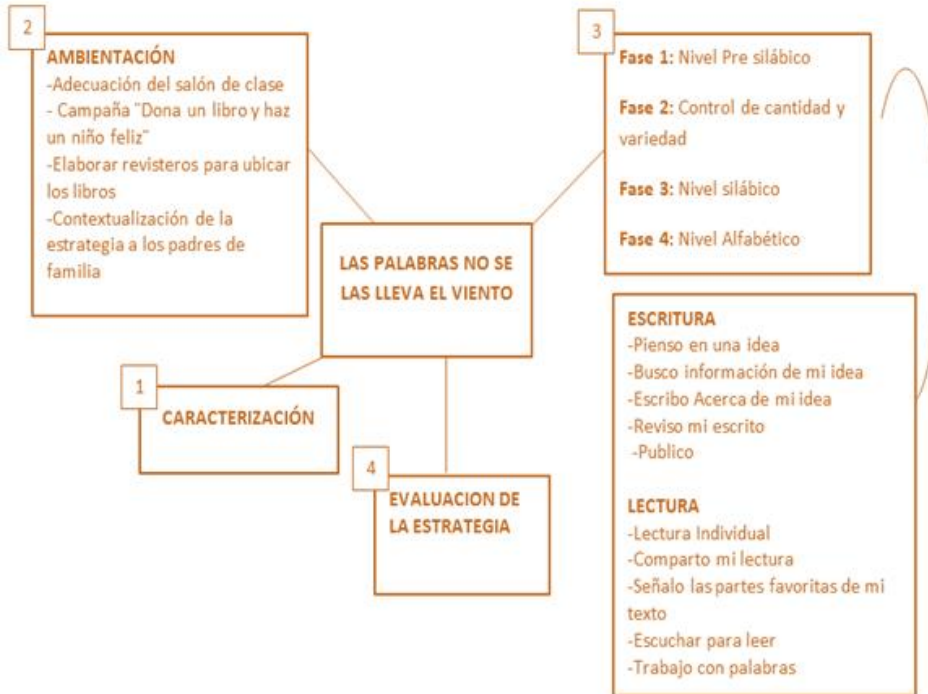 2
AMBIENTACIÓN
-Adecuación del salón de clase
- Campaña "Dona un libro y haz
un niño feliz"
-Elaborar revisteros para ubicar
los libros
-Contextualización de la
estrategia a los padres de
familia
3
Fase 1: Nivel Pre silábico
Fase 2: Control de cantidad y
variedad
Fase 3: Nivel silábico
Fase 4: Nivel Alfabético
LAS PALABRAS NO SE
LAS LLEVA EL VIENTO
1
CARACTERIZACIÓN
4
EVALUACION DE
LA ESTRATEGIA
ESCRITURA
-Pienso en una idea
-Busco información de mi idea
-Escribo Acerca de mi idea
-Reviso mi escrito
-Publico
LECTURA
-Lectura Individual
-Comparto mi lectura
-Señalo las partes favoritas de mi
texto
-Escuchar para leer
-Trabajo con palabras